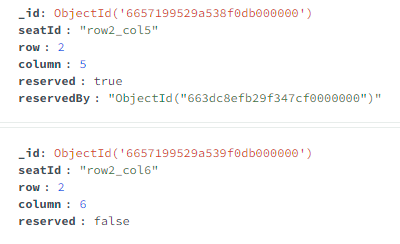 _id: ObjectId('6657199529a538f0db000000')
seatId : "row2_col5"
row : 2
column : 5
reserved : true
reservedBy : "ObjectId("663dc8efb29f347cf0000000")"
_id: ObjectId('6657199529a539f0db000000')
seatId : "row2_col6"
row : 2
column : 6
reserved : false